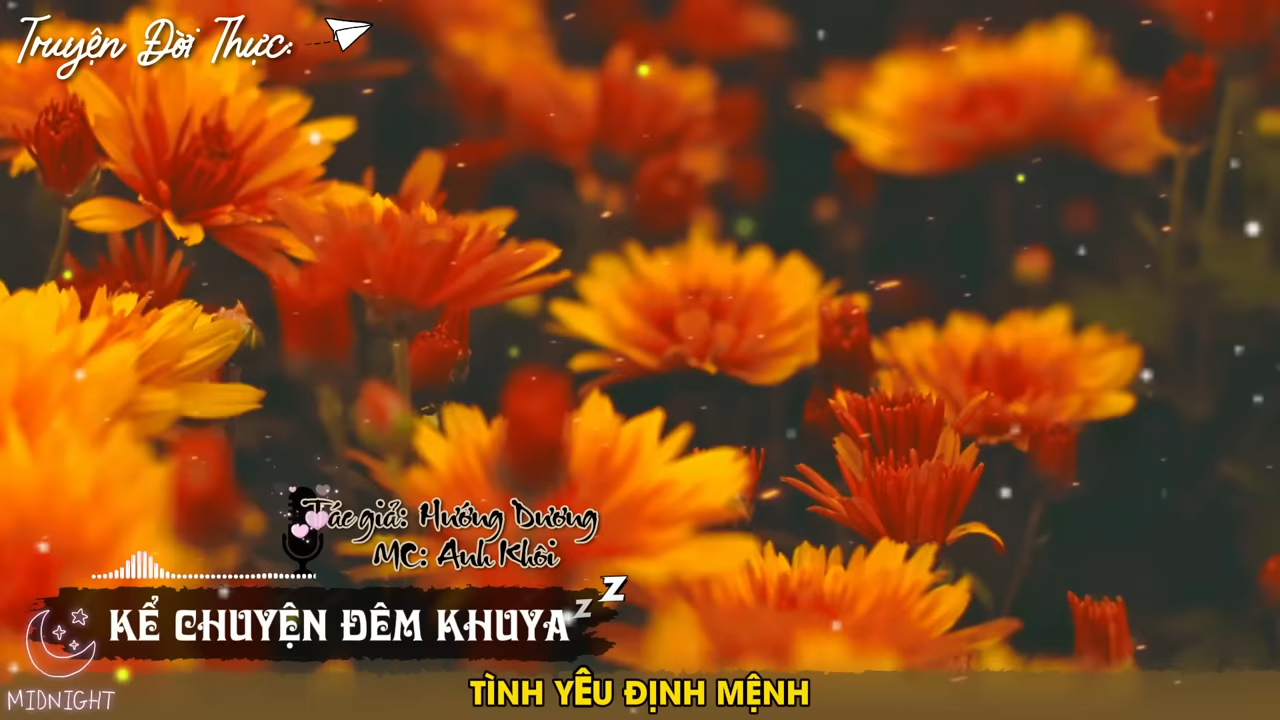 Truyện Đời Thực:
Tác giả: Hướng Dương
MC: Anh Khôi
KỂ CHUYỆN ĐÊM KHUYA
z Z
MIDNIGHT
TÌNH YÊU ĐỊNH MỆNH